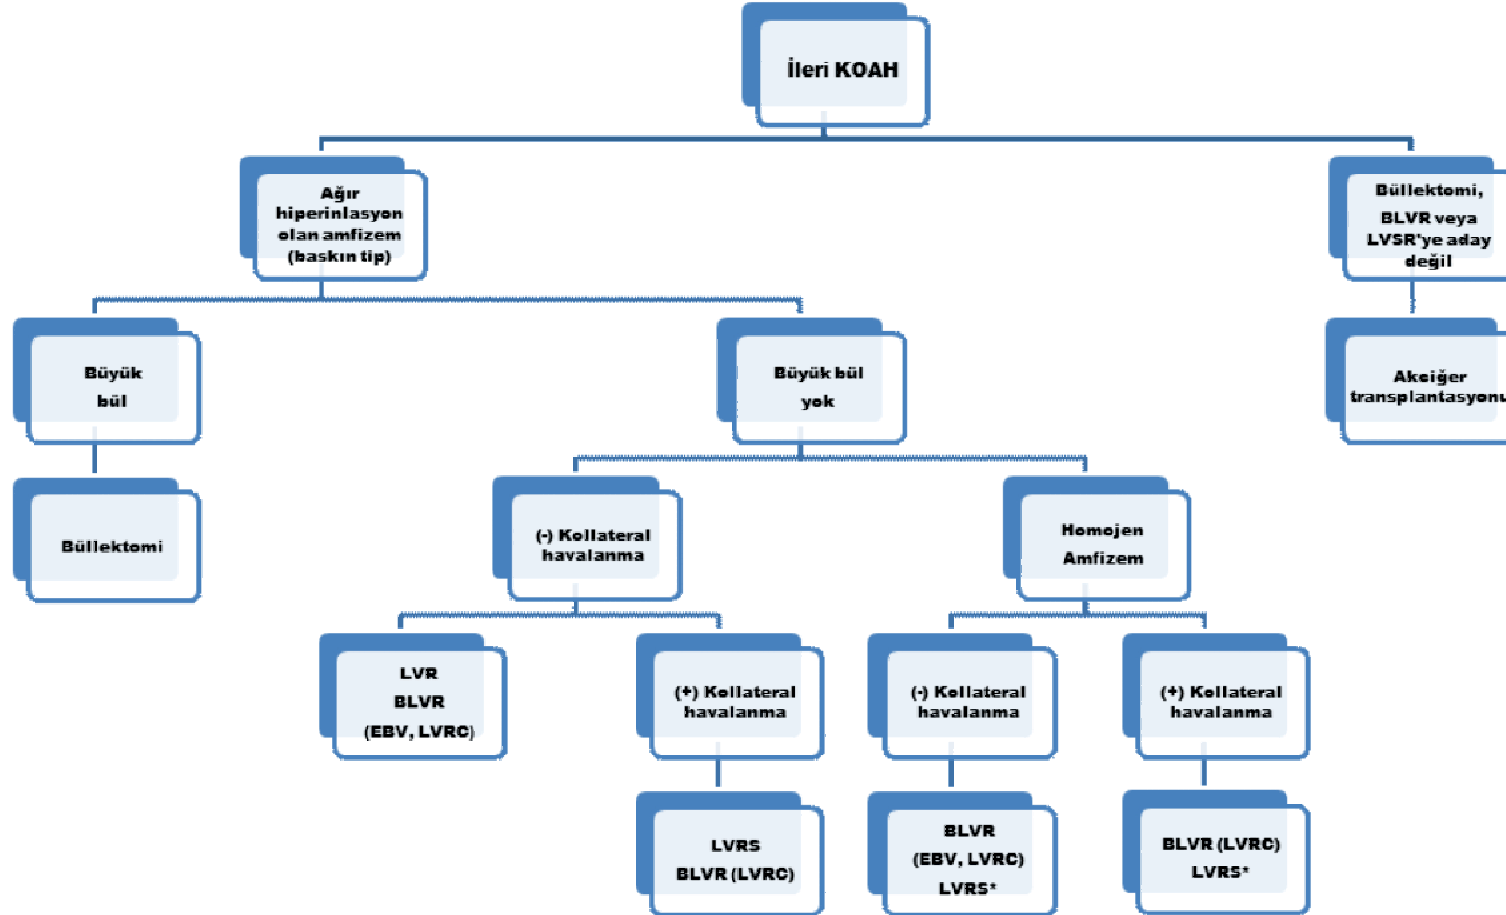 İleri KOAH
Ağır
hiperinlasyon
olan amfizem
(baskın tip)
Büllektomi,
BLVR veya
LVSR'ye aday
değil
Büyük
bül
Büyük bül
yok
Akciğer
transplantasyonu
Büllektomi
(-) Kollateral
havalanma
Homojen
Amfizem
LVR
BLVR
(EBV, LVRC)
(+) Kollateral
havalanma
(-) Kollateral
havalanma
(+) Kollateral
havalanma
LVRS
BLVR (LVRC)
BLVR
(EBV, LVRC)
LVRS*
BLVR (LVRC)
LVRS*